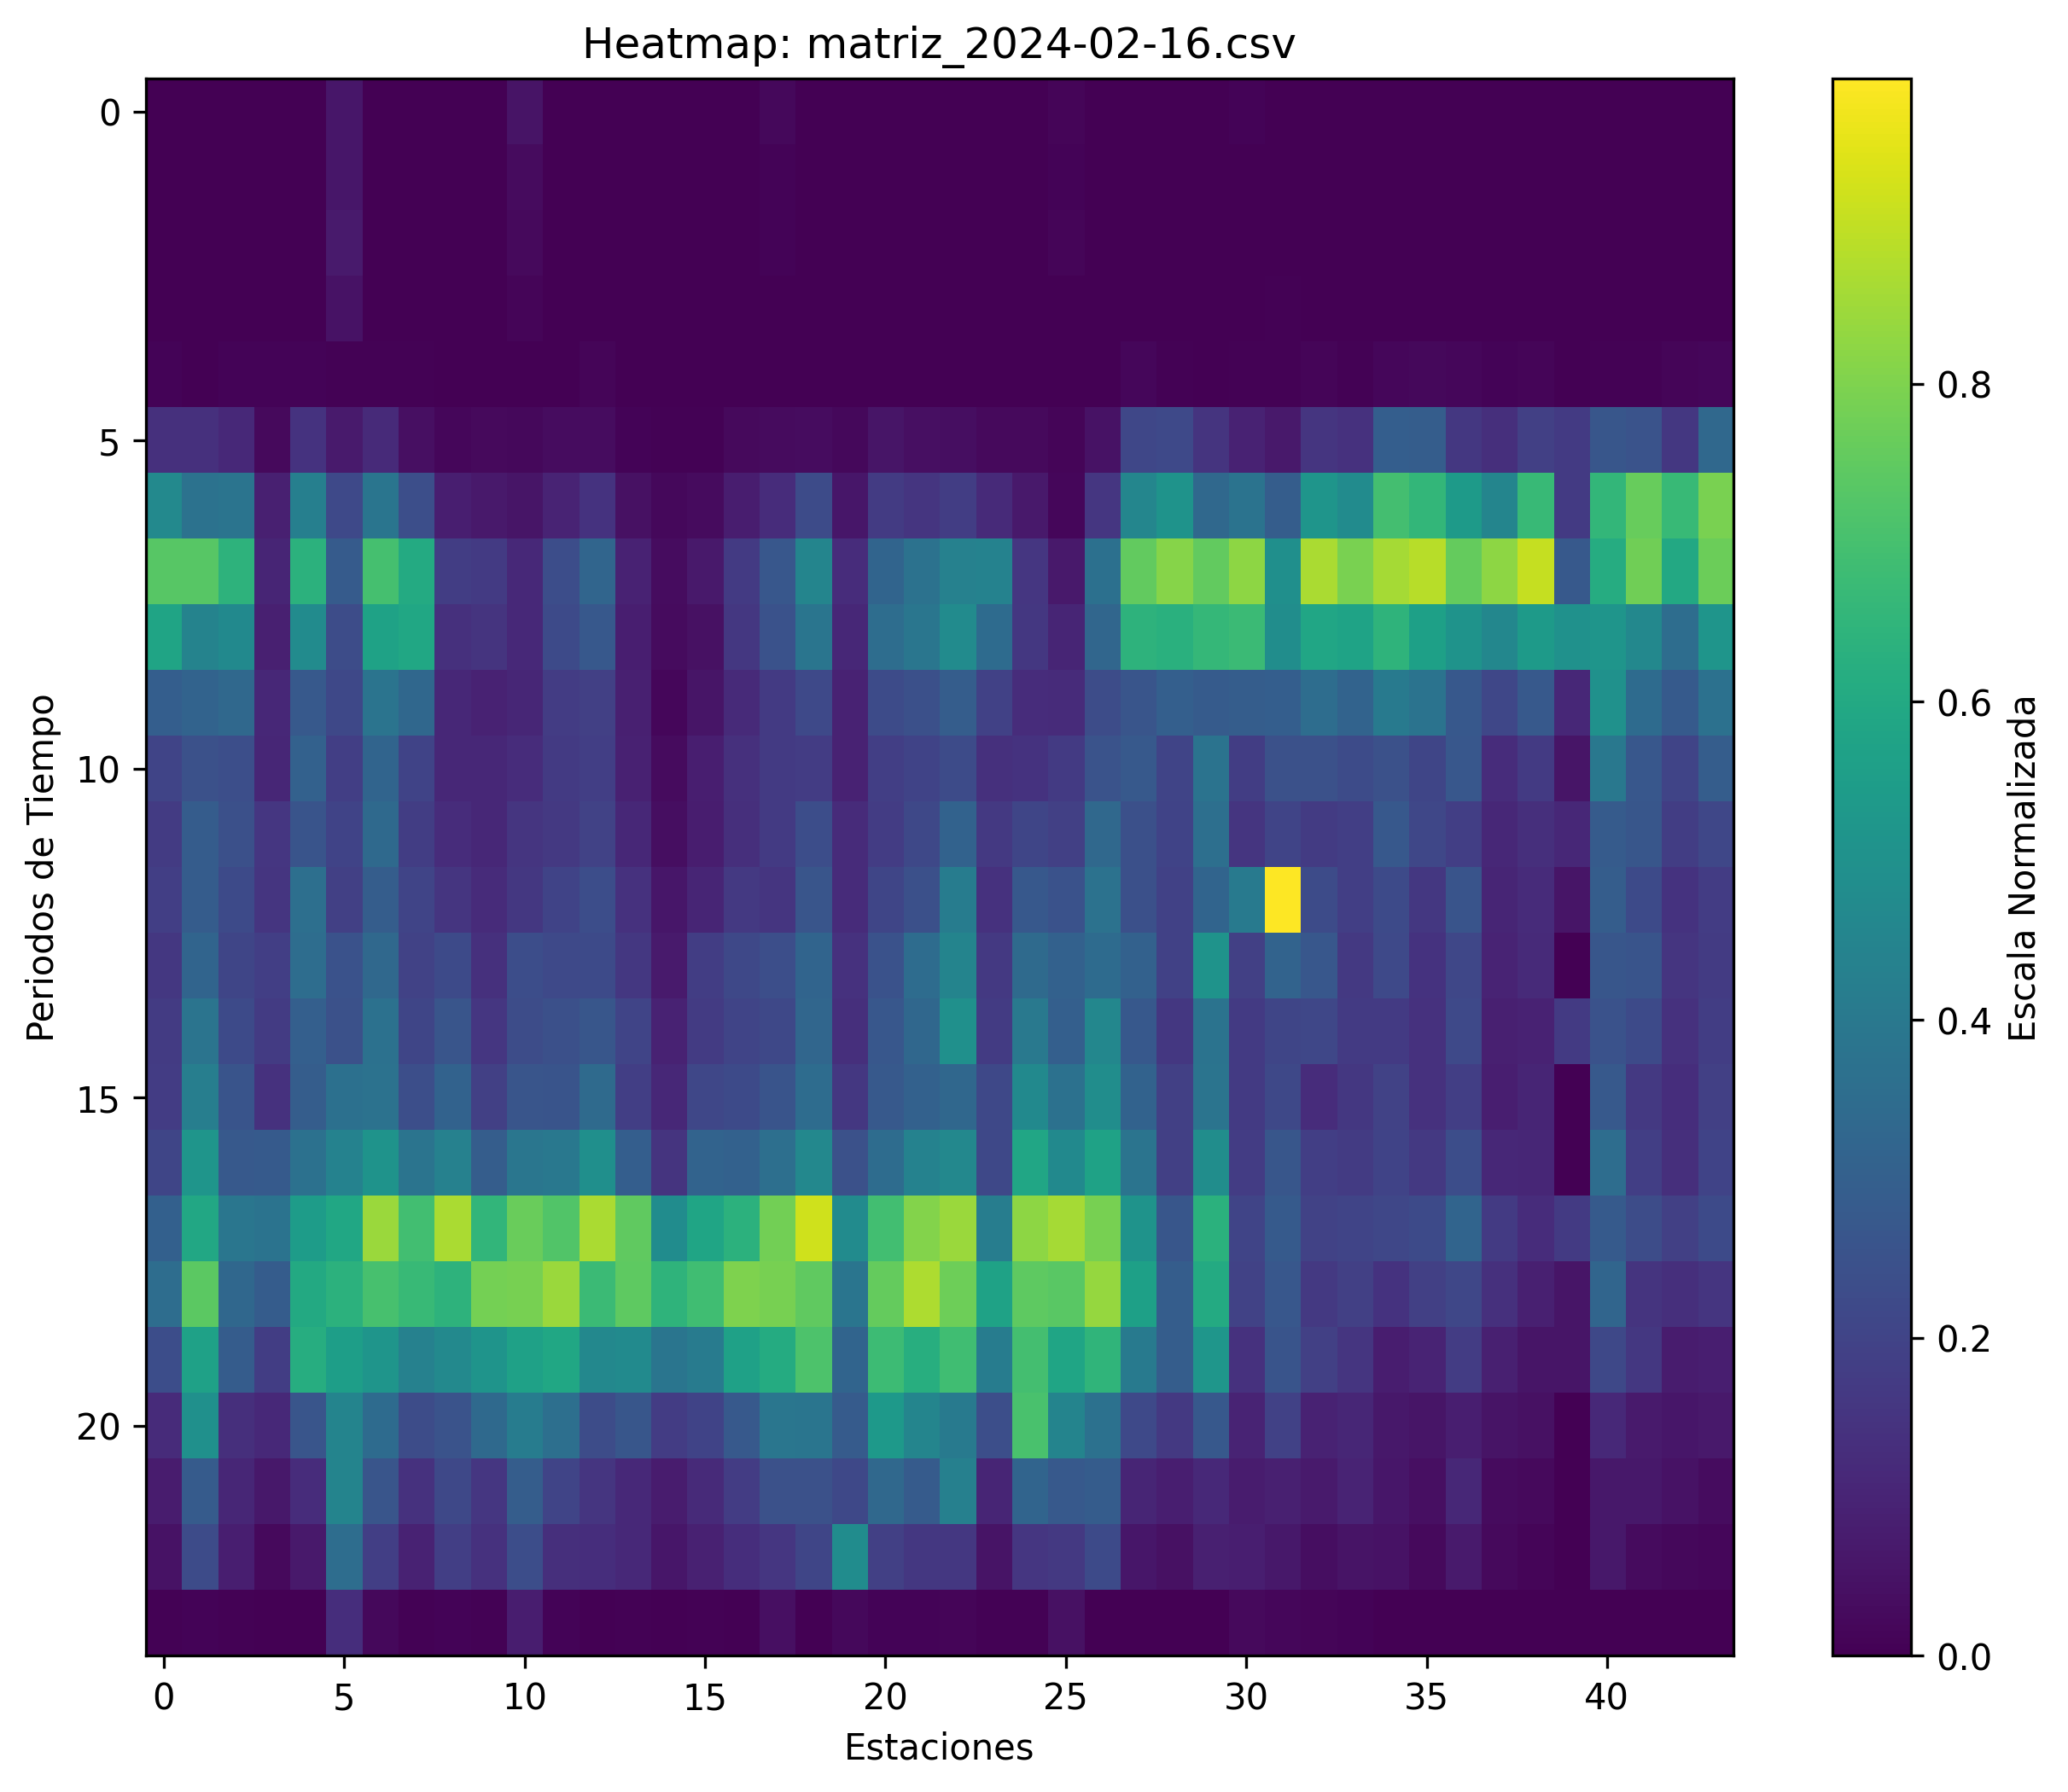 Heatmap: matriz_2024-02-16.csv
Periodos de Tiempo
0
5
10
15
20
0 5 10 15 20 25 30 35 40
Estaciones
0.8
0.6
0.4
0.2
0.0
Escala Normalizada